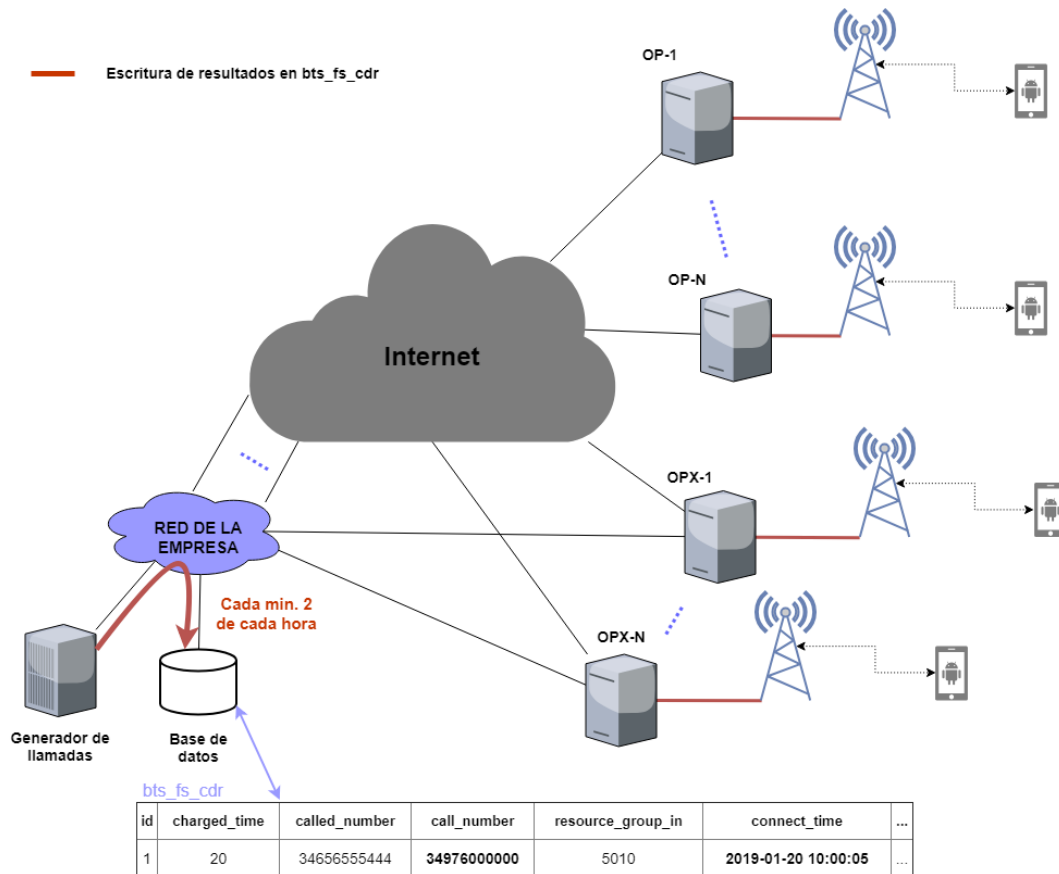 Escritura de resultados en bts_fs_cdr
OP-1
OP-N
Internet
OPX-1
RED DE LA
EMPRESA
Cada min. 2
de cada hora
OPX-N
Generador de
llamadas
Base de
datos
bts_fs_cdr
id charged_time called_number call_number resource_group_in connect_time ...
1 20 34656555444 34976000000 5010 2019-01-20 10:00:05 ...